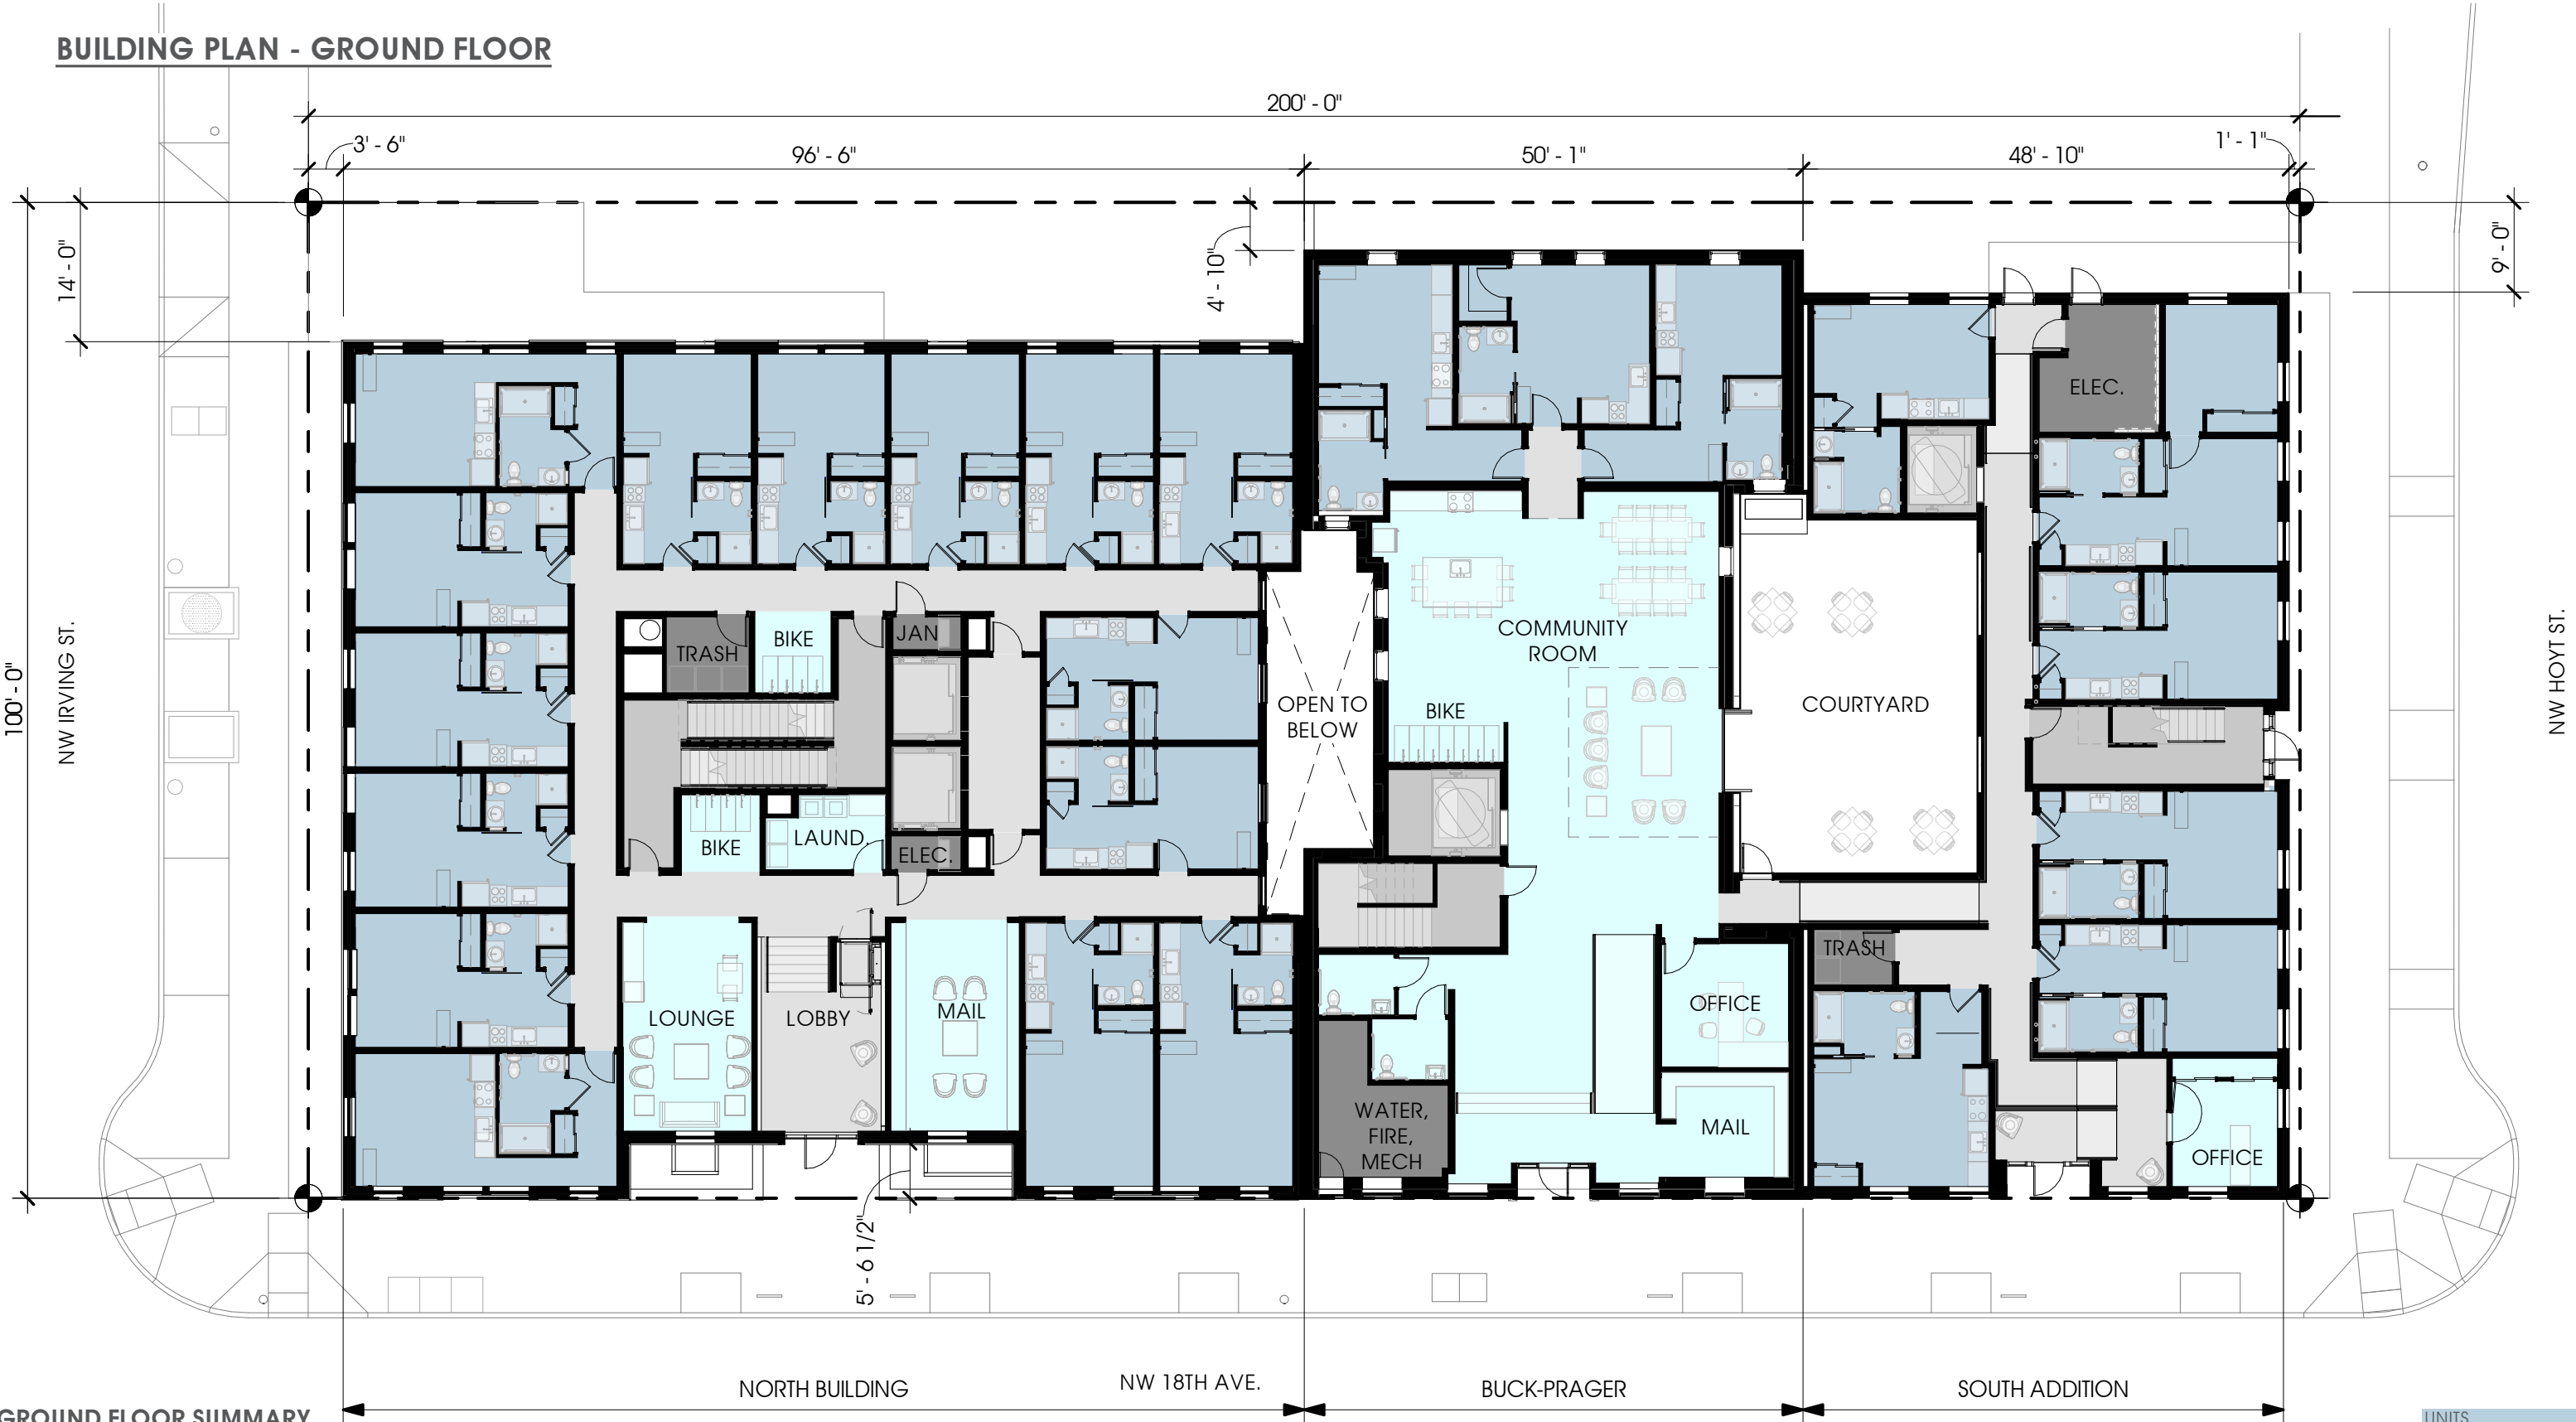 BUILDING PLAN - GROUND FLOOR
200' - 0"
3' - 6"
96' - 6"
50' - 1"
48' - 10"
1' - 1"
14' - 0"
4' - 10"
9' - 0"
100' - 0"
NW IRVING ST.
NW HOYT ST.
ELEC.
TRASH
BIKE
JAN
COMMUNITY
ROOM
OPEN TO
BELOW
BIKE
COURTYARD
BIKE
LAUND.
ELEC.
TRASH
LOUNGE
LOBBY
MAIL
OFFICE
WATER,
FIRE,
MECH
MAIL
OFFICE
5' - 6 1/2"
NORTH BUILDING
NW 18TH AVE.
BUCK-PRAGER
SOUTH ADDITION
GROUND FLOOR SUMMARY
UNITS